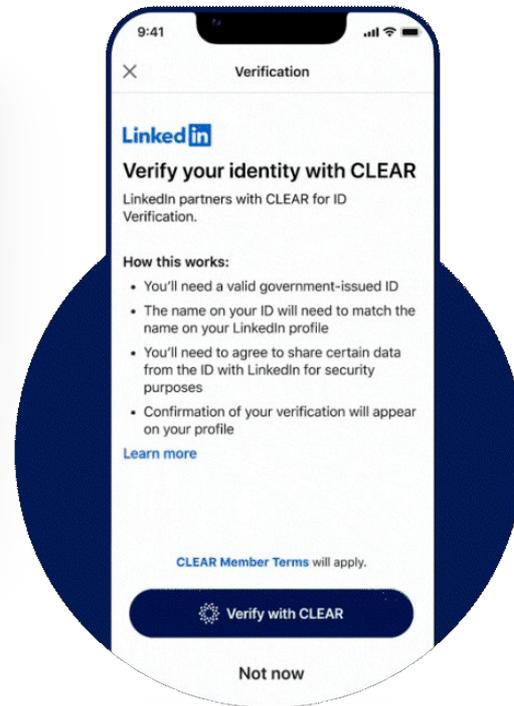 9:41
Verification
Linked in
Verify your identity with CLEAR
LinkedIn partners with CLEAR for ID
Verification.
How this works:
• You'll need a valid government-issued ID
• The name on your ID will need to match the
name on your LinkedIn profile
• You'll need to agree to share certain data
from the ID with LinkedIn for security
purposes
• Confirmation of your verification will appear
on your profile
Learn more
CLEAR Member Terms will apply.
Verify with CLEAR
Not now